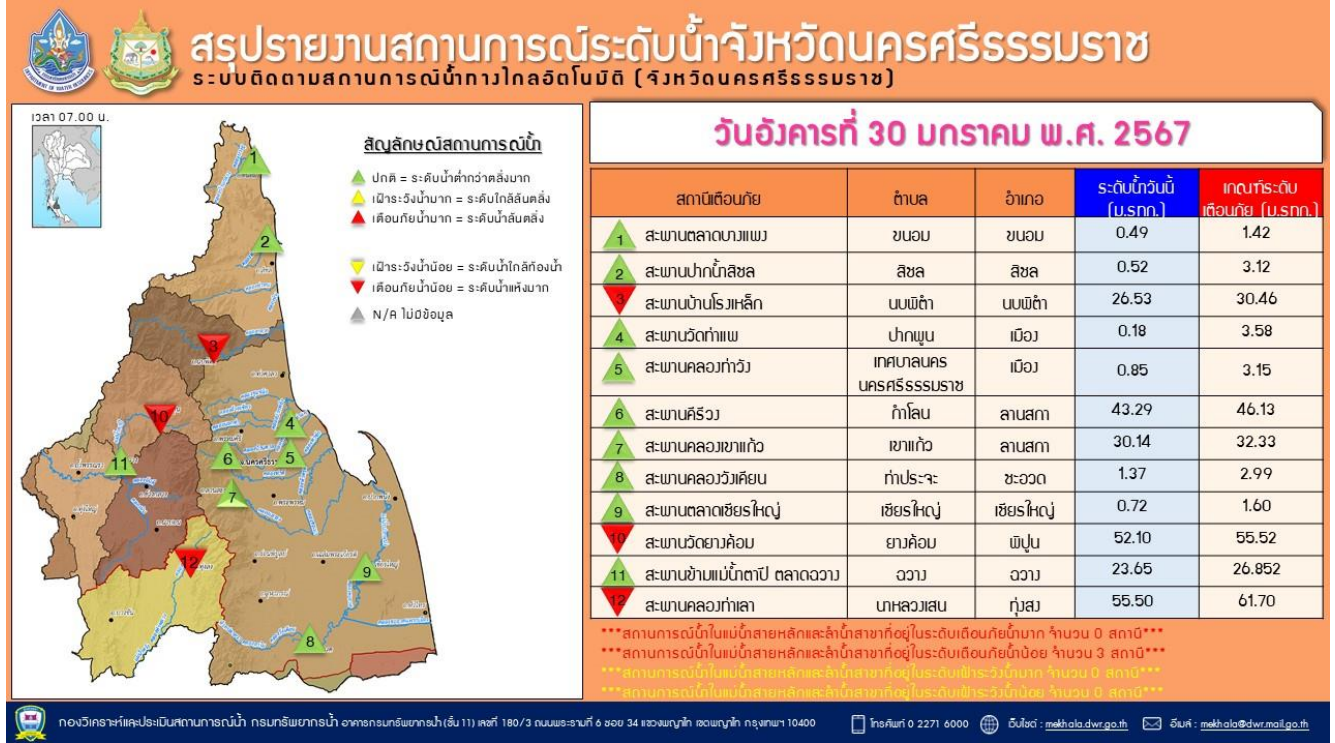 สรุปรายงานสถานการณ์ระดับน้ำจังหวัดนครศรีธรรมราช
ระบบติดตามสถานการณ์น้ำทางไกลอัตโนมัติ (จังหวัดนครศรีธรรมราช)
เวลา 07.00 น.
สัญลักษณ์สถานการณ์น้ำ
ปกติ = ระดับน้ำต่ำกว่าตลิ่งมาก
เฝ้าระวังน้ำมาก = ระดับใกล้ล้นตลิ่ง
เตือนภัยน้ำมาก = ระดับน้ำล้นตลิ่ง
เฝ้าระวังน้ำน้อย = ระดับน้ำใกล้ท้องน้ำ
เตือนภัยน้ำน้อย = ระดับน้ำแห้งมาก
N/A ไม่มีข้อมูล
1
2
3
10
4
11
6
5
7
12
9
8
วันอังคารที่ 30 มกราคม พ.ศ. 2567
สถานีเตือนภัย ตำบล อำเภอ ระดับน้ำวันนี้ (ม.รทก.) เกณฑ์ระดับเตือนภัย (ม.รทก.)
1 สะพานตลาดบางแพง ขนอม ขนอม 0.49 1.42
2 สะพานปากน้ำสิชล สิชล สิชล 0.52 3.12
3 สะพานบ้านโรงเหล็ก นบพิตำ นบพิตำ 26.53 30.46
4 สะพานวัดท่าแพ ปากพูน เมือง 0.18 3.58
5 สะพานคลองท่าวัง เทศบาลนครนครศรีธรรมราช เมือง 0.85 3.15
6 สะพานคีรีวง กำโลน ลานสกา 43.29 46.13
7 สะพานคลองเขาแก้ว เขาแก้ว ลานสกา 30.14 32.33
8 สะพานคลองวังเคียน ท่าประจะ ชะอวด 1.37 2.99
9 สะพานตลาดเชียรใหญ่ เชียรใหญ่ เชียรใหญ่ 0.72 1.60
10 สะพานวัดยางค้อม ยางค้อม พิปูน 52.10 55.52
11 สะพานข้ามแม่น้ำตาปี ตลาดฉวาง ฉวาง ฉวาง 23.65 26.852
12 สะพานคลองท่าเลา นาหลวงเสน ทุ่งสง 55.50 61.70
***สถานการณ์น้ำในแม่น้ำสายหลักและลำน้ำสาขาที่อยู่ในระดับเตือนภัยน้ำมาก จำนวน 0 สถานี***
***สถานการณ์น้ำในแม่น้ำสายหลักและลำน้ำสาขาที่อยู่ในระดับเตือนภัยน้ำน้อย จำนวน 3 สถานี***
***สถานการณ์น้ำในแม่น้ำสายหลักและลำน้ำสาขาที่อยู่ในระดับเฝ้าระวังน้ำมาก จำนวน 0 สถานี***
***สถานการณ์น้ำในแม่น้ำสายหลักและลำน้ำสาขาที่อยู่ในระดับเฝ้าระวังน้ำน้อย จำนวน 0 สถานี***
กองวิเคราะห์และประเมินสถานการณ์น้ำ กรมทรัพยากรน้ำ อาคารกรมทรัพยากรน้ำ (ชั้น 11) เลขที่ 180/3 ถนนพระรามที่ 6 ซอย 34 แขวงพญาไท เขตพญาไท กรุงเทพฯ 10400 โทรศัพท์ 0 2271 6000 เว็บไซต์ : mekhala.dwr.go.th อีเมล์ : mekhala@dwr.mail.go.th